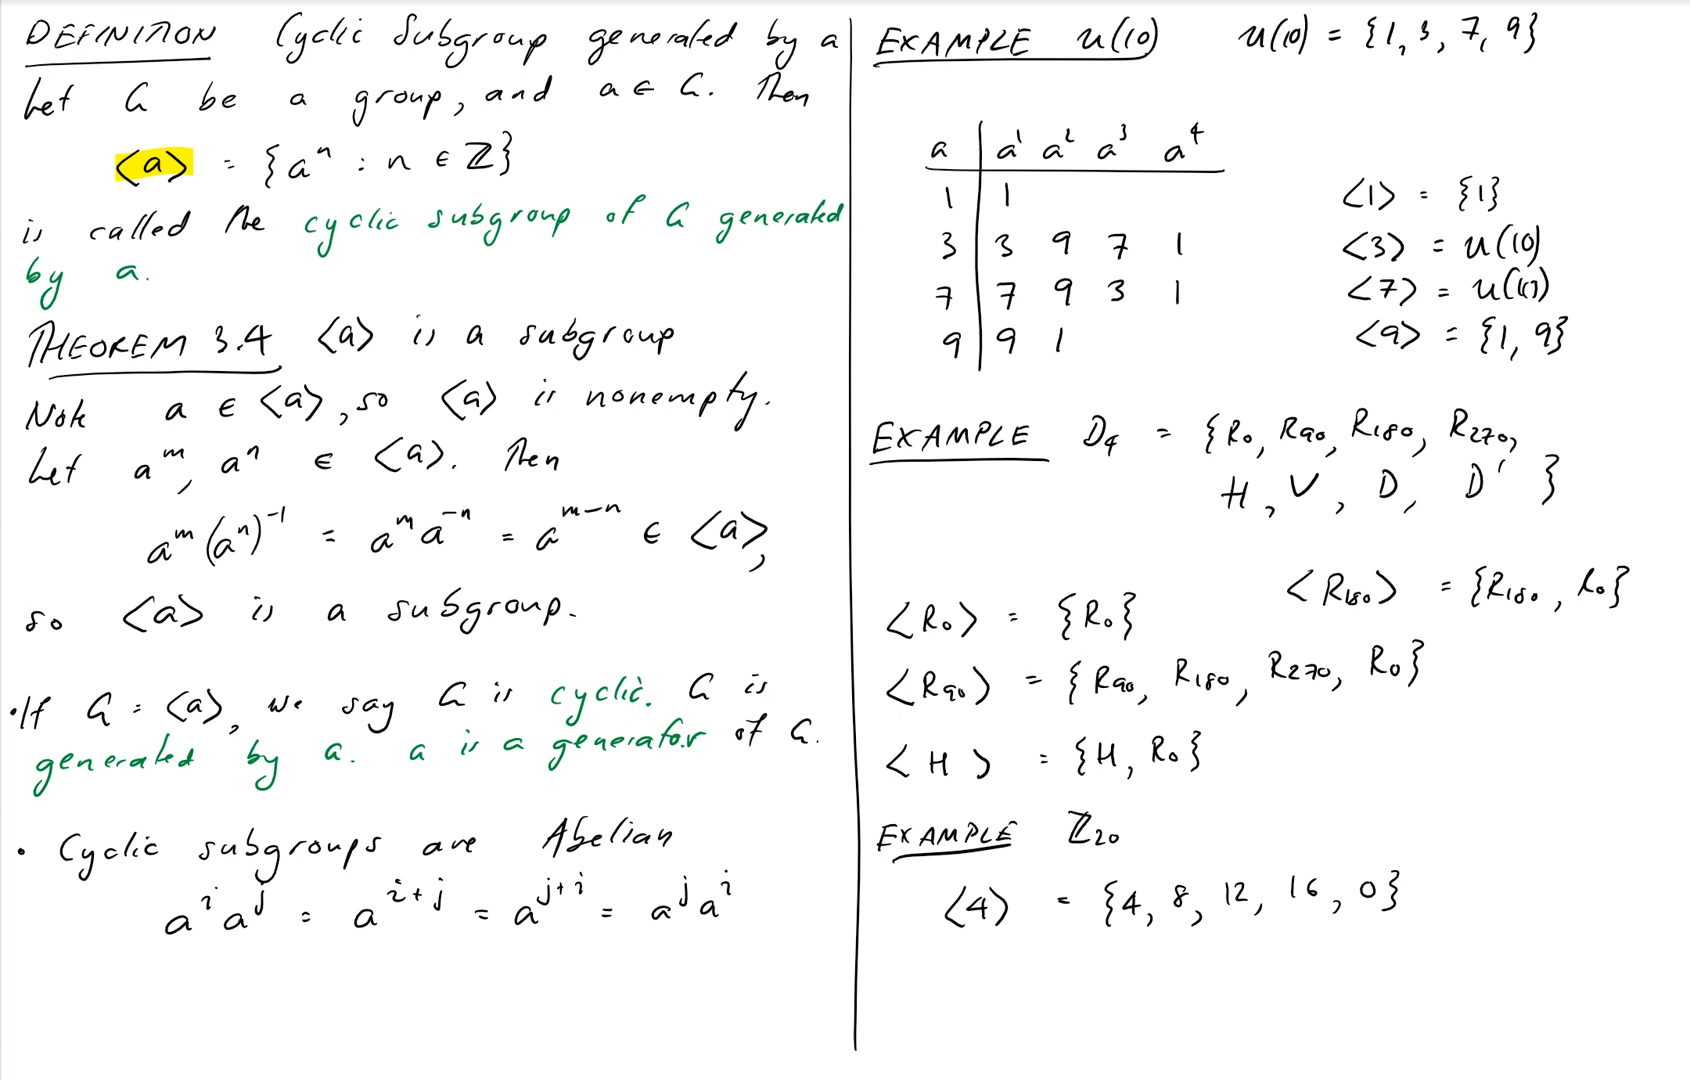 DEFINITION Cyclic Subgroup generated by a
Let G be a group, and a ∈ G. Then
<a> = {aⁿ : n ∈ ℤ}
is called the cyclic subgroup of G generated
by a.
THEOREM 3.4 <a> is a subgroup
Note a ∈ <a>, so <a> is nonempty.
Let aᵐ, aⁿ ∈ <a>. Then
aᵐ(aⁿ)⁻¹ = aᵐa⁻ⁿ = aᵐ⁻ⁿ ∈ <a>,
so <a> is a subgroup.
•If G = <a>, we say G is cyclic. G is
generated by a. a is a generator of G.
• Cyclic subgroups are Abelian
aⁱaʲ = aⁱ⁺ʲ = aʲ⁺ⁱ = aʲaⁱ
EXAMPLE U(10) U(10) = {1, 3, 7, 9}
a | a¹ a² a³ a⁴
1 | 1 <1> = {1}
3 | 3 9 7 1 <3> = U(10)
7 | 7 9 3 1 <7> = U(10)
9 | 9 1 <9> = {1, 9}
EXAMPLE D₄ = {R₀, R₉₀, R₁₈₀, R₂₇₀,
H, V, D, D' }
<R₀> = {R₀} <R₁₈₀> = {R₁₈₀, R₀}
<R₉₀> = {R₉₀, R₁₈₀, R₂₇₀, R₀}
<H> = {H, R₀}
EXAMPLE ℤ₂₀
<4> = {4, 8, 12, 16, 0}